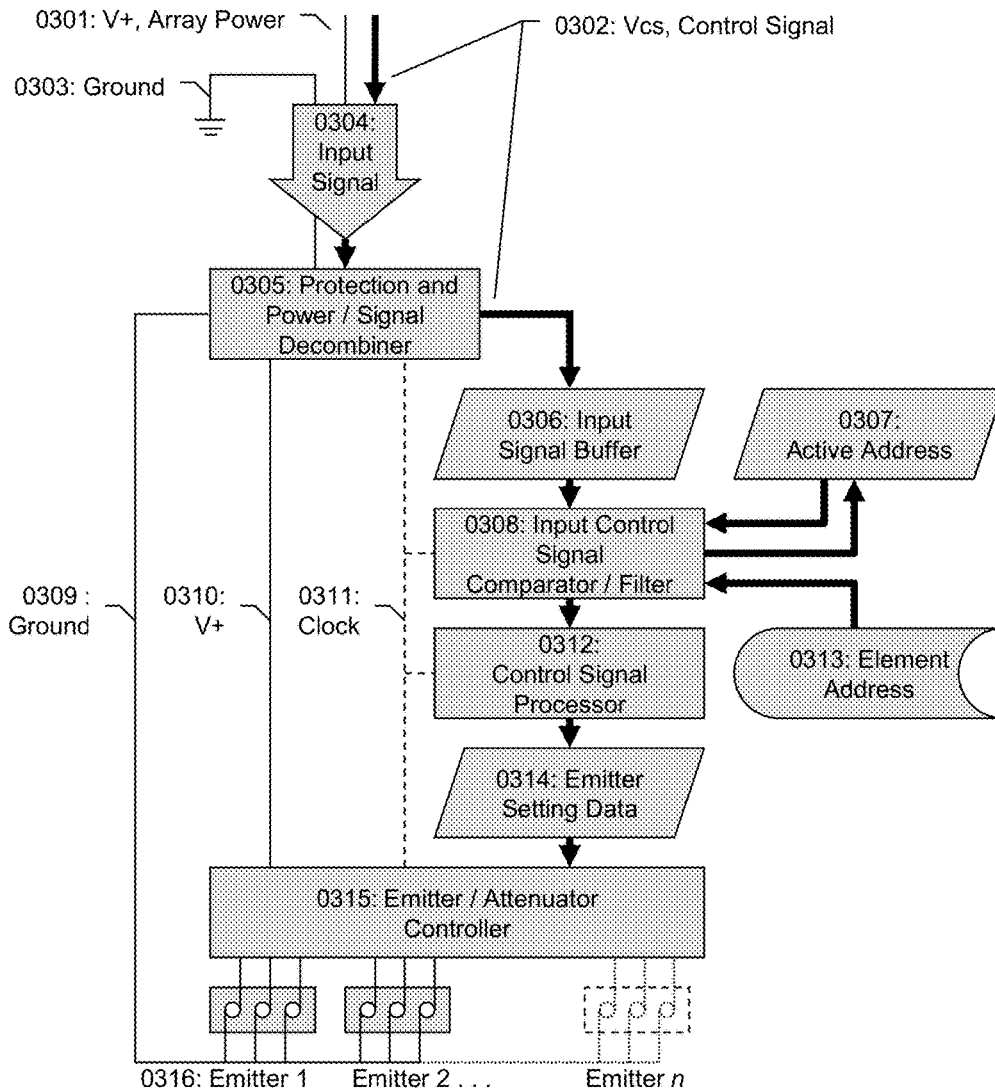 0301: V+, Array Power
0302: Vcs, Control Signal
0303: Ground
0304:
Input
Signal
0305: Protection and
Power / Signal
Decombiner
0306: Input
Signal Buffer
0307:
Active Address
0308: Input Control
Signal
Comparator / Filter
0309 :
Ground
0310:
V+
0311:
Clock
0312:
Control Signal
Processor
0313: Element
Address
0314: Emitter
Setting Data
0315: Emitter / Attenuator
Controller
0316: Emitter 1 Emitter 2 . . . Emitter n